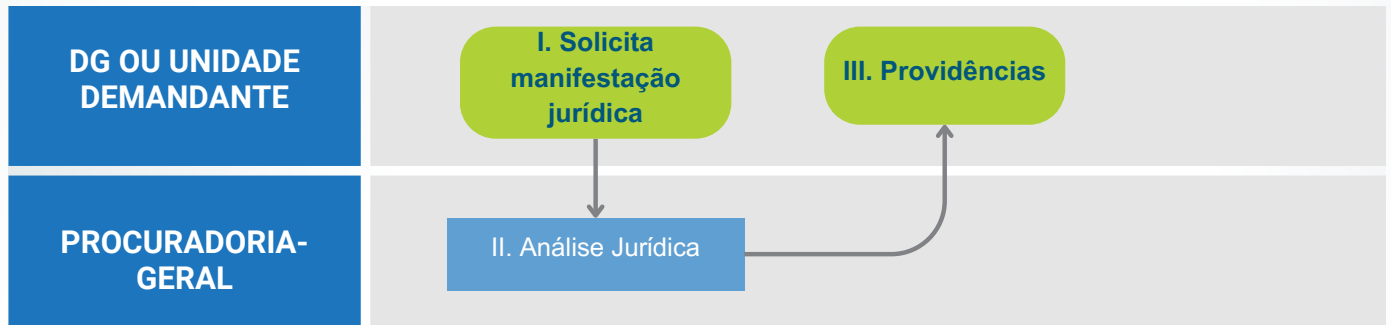 DG OU UNIDADE
DEMANDANTE
I. Solicita
manifestação
jurídica
III. Providências
PROCURADORIA-
GERAL
II. Análise Jurídica